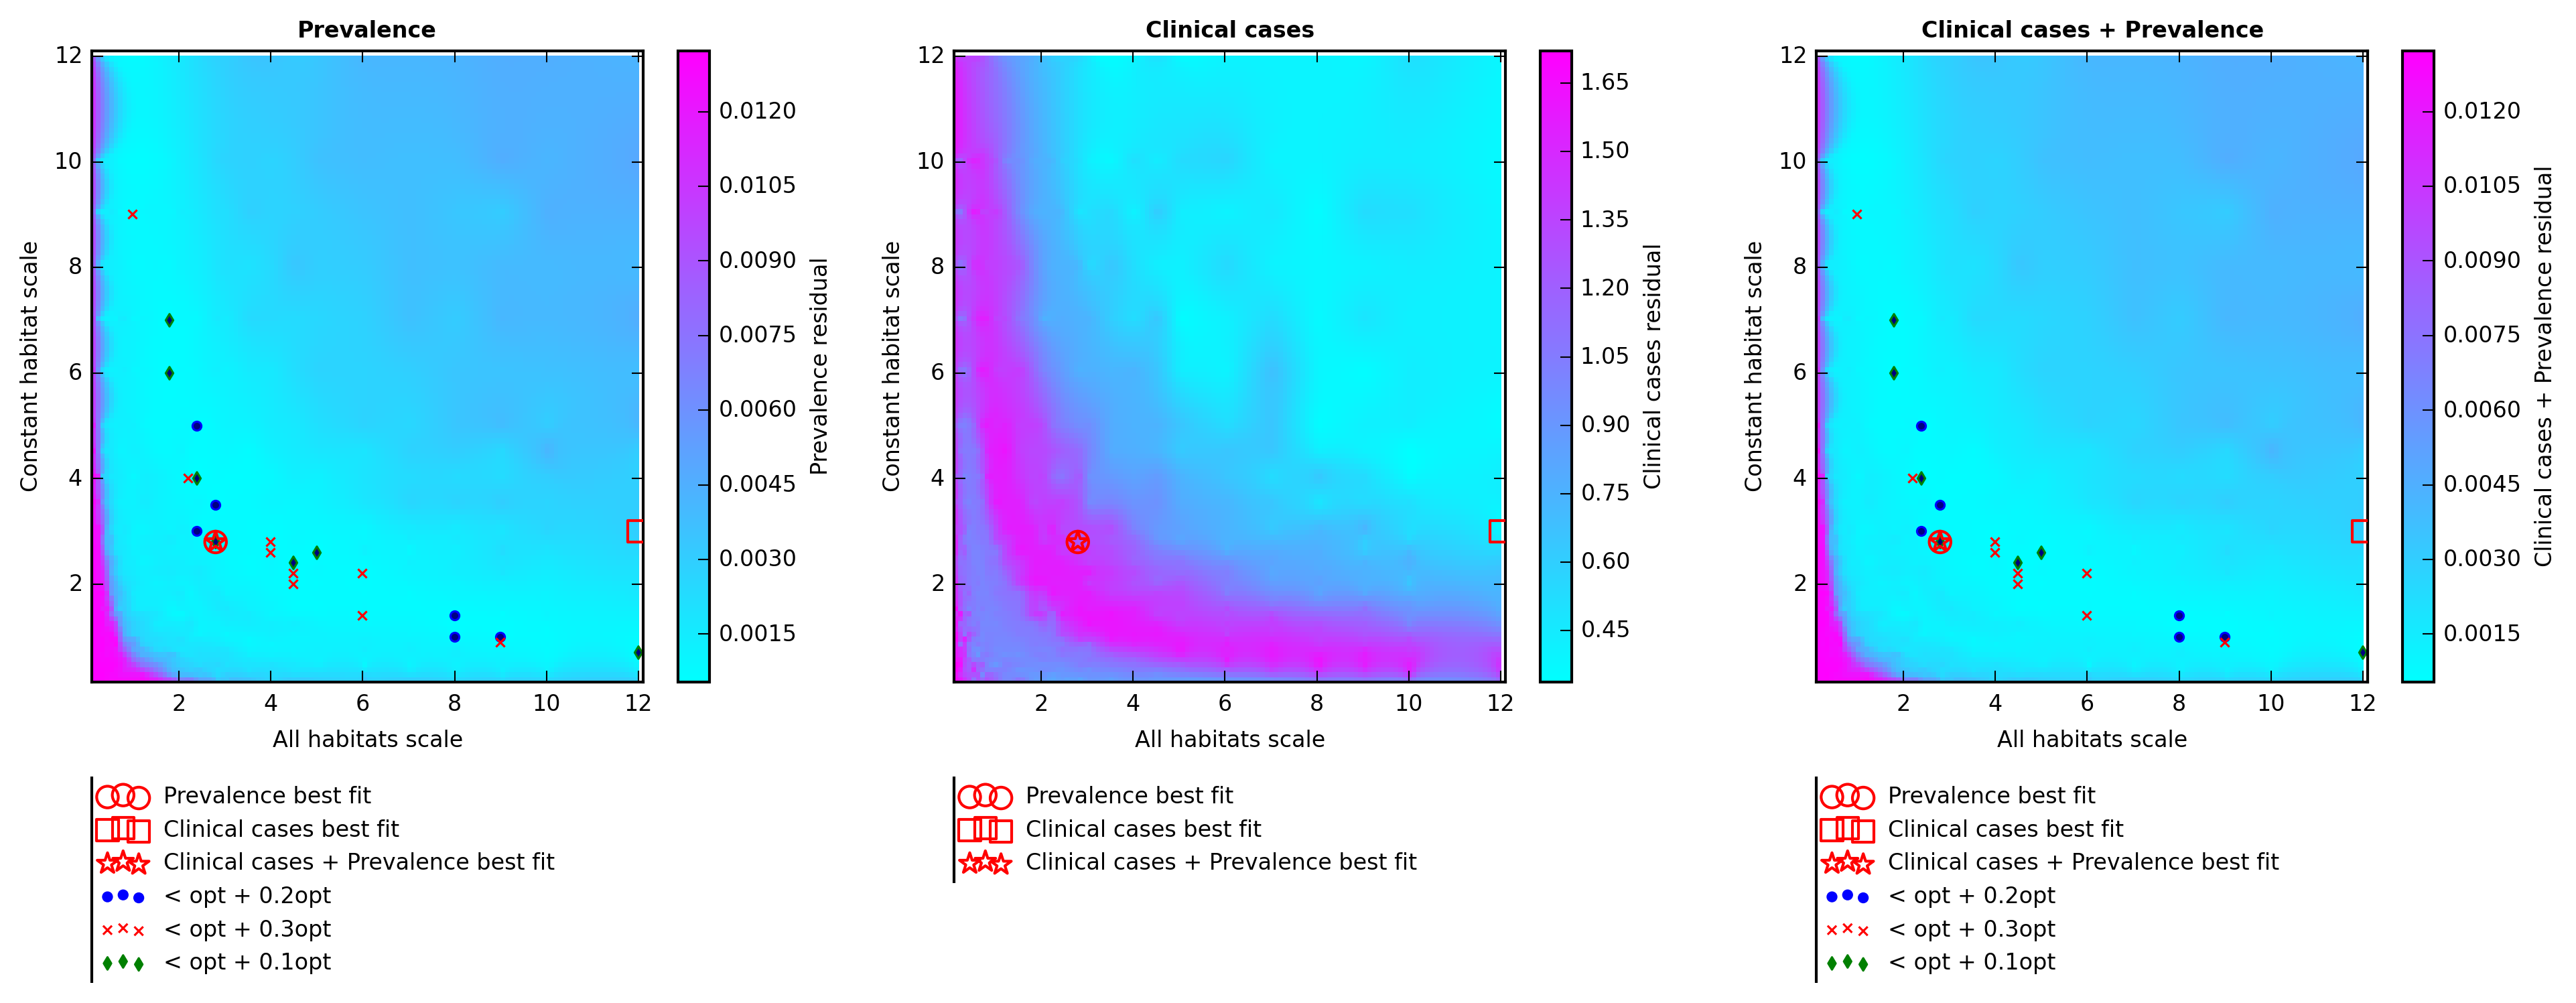 Prevalence
12
10
8
6
4
2
Constant habitat scale
2 4 6 8 10 12
All habitats scale
0.0120
0.0105
0.0090
0.0075
0.0060
0.0045
0.0030
0.0015
Prevalence residual
Prevalence best fit
Clinical cases best fit
Clinical cases + Prevalence best fit
< opt + 0.2opt
< opt + 0.3opt
< opt + 0.1opt
Clinical cases
12
10
8
6
4
2
Constant habitat scale
2 4 6 8 10 12
All habitats scale
1.65
1.50
1.35
1.20
1.05
0.90
0.75
0.60
0.45
Clinical cases residual
Prevalence best fit
Clinical cases best fit
Clinical cases + Prevalence best fit
Clinical cases + Prevalence
12
10
8
6
4
2
Constant habitat scale
2 4 6 8 10 12
All habitats scale
0.0120
0.0105
0.0090
0.0075
0.0060
0.0045
0.0030
0.0015
Clinical cases + Prevalence residual
Prevalence best fit
Clinical cases best fit
Clinical cases + Prevalence best fit
< opt + 0.2opt
< opt + 0.3opt
< opt + 0.1opt